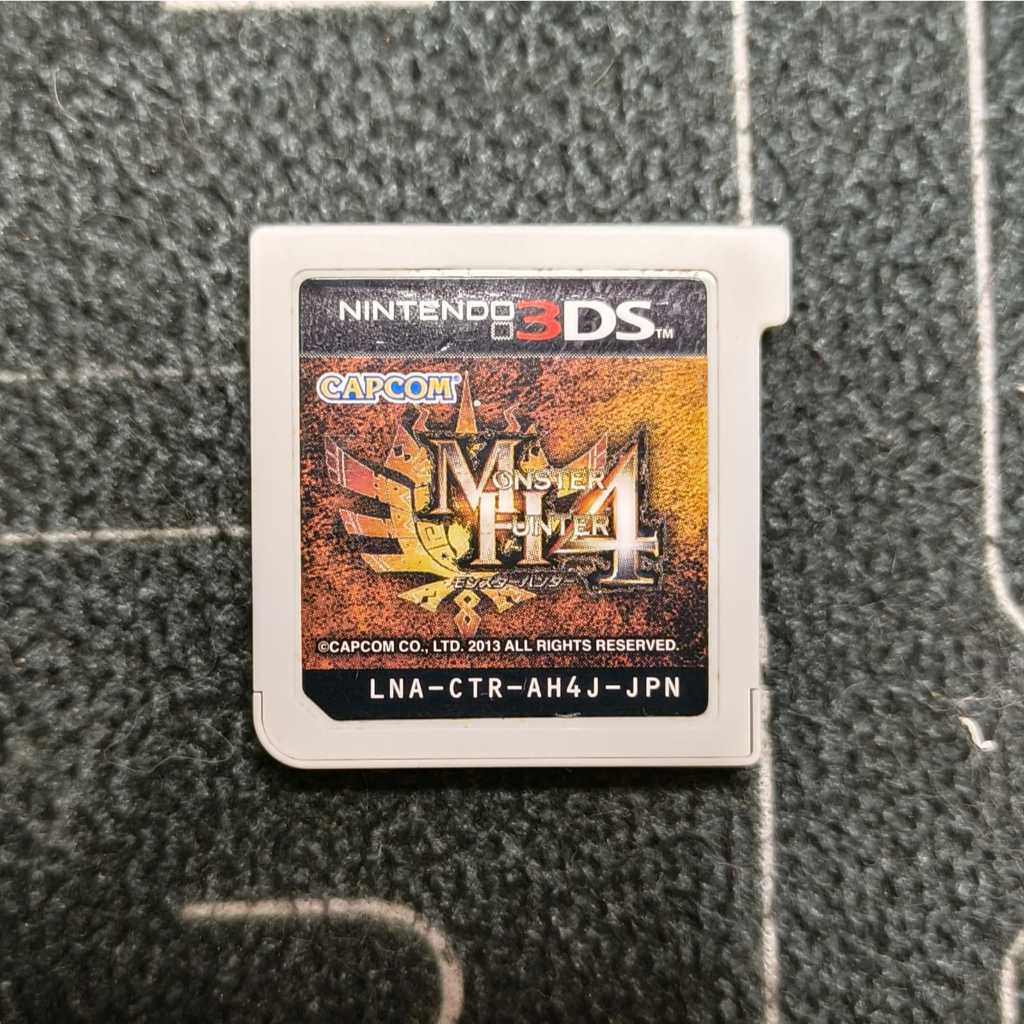 NINTENDO 3DS™
CAPCOM®
MONSTER
HUNTER 4
モンスターハンター
©CAPCOM CO., LTD. 2013 ALL RIGHTS RESERVED.
LNA-CTR-AH4J-JPN